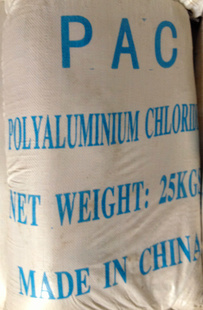 PAC
POLYALUMINIUM CHLORID
NET WEIGHT: 25KGS
MADE IN CHINA